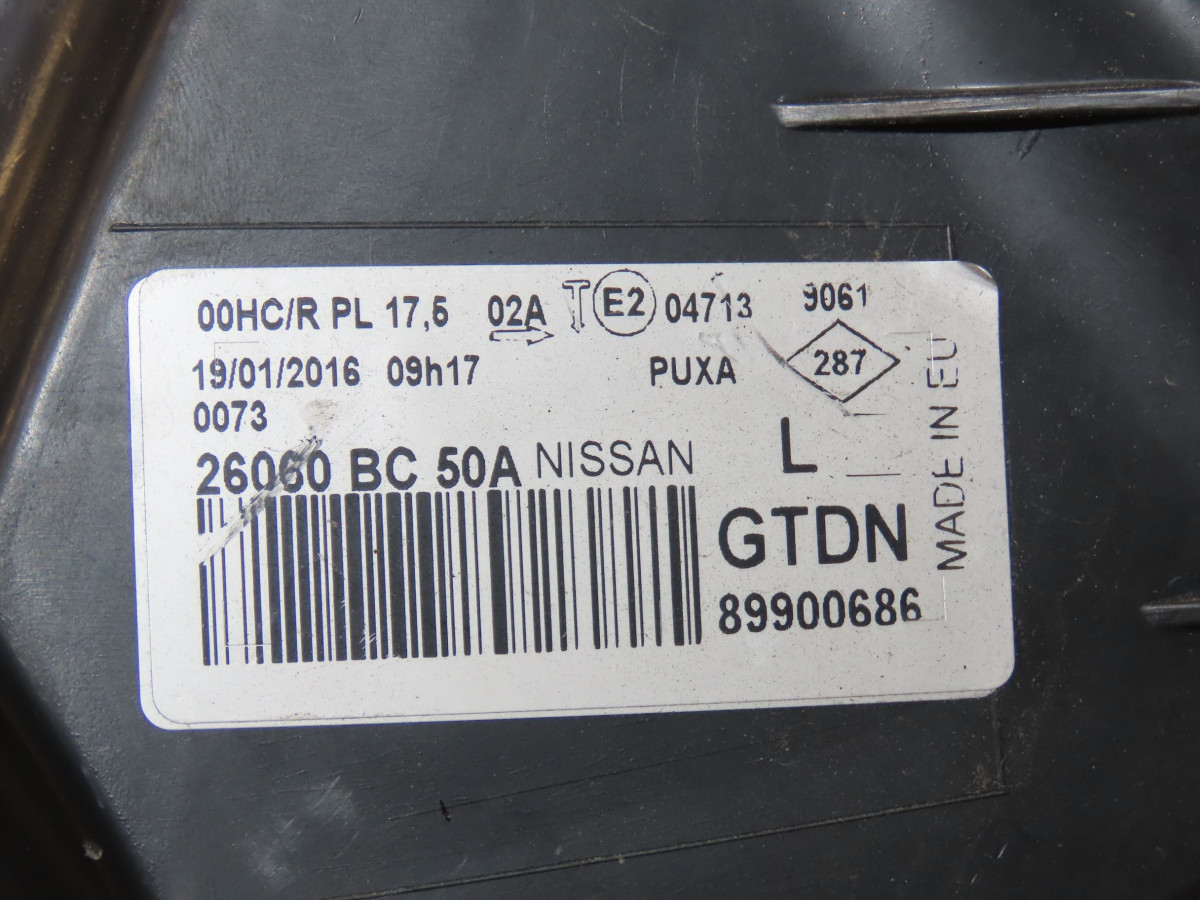 00HC/R PL 17,5 02A E2 04713 9061
19/01/2016 09h17 PUXA 287
0073
26060 BC 50A NISSAN L
GTDN
89900686
MADE IN EU